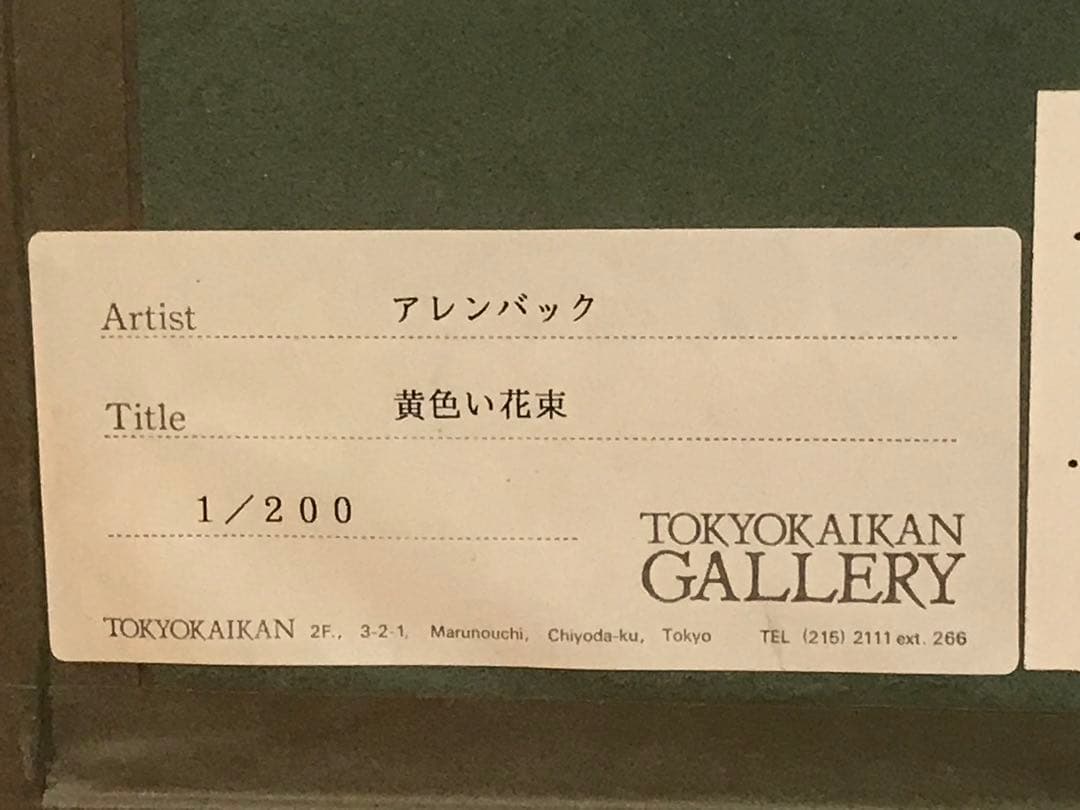 Artist アレンバック
Title 黄色い花束
1／200
TOKYOKAIKAN
GALLERY
TOKYOKAIKAN 2F., 3-2-1, Marunouchi, Chiyoda-ku, Tokyo TEL (215) 2111 ext. 266